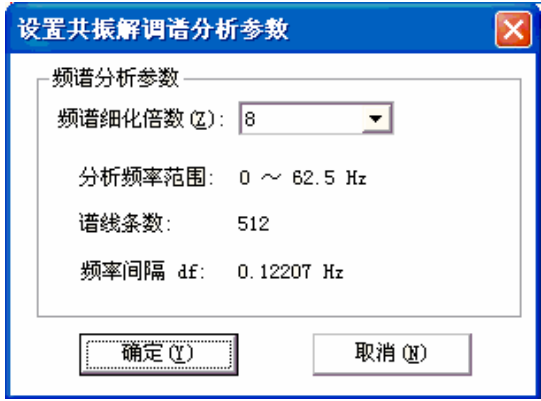 设置共振解调谱分析参数
频谱分析参数
频谱细化倍数(Z): 8
分析频率范围: 0 ～ 62.5 Hz
谱线条数: 512
频率间隔 df: 0.12207 Hz
确定(Y) 取消(N)